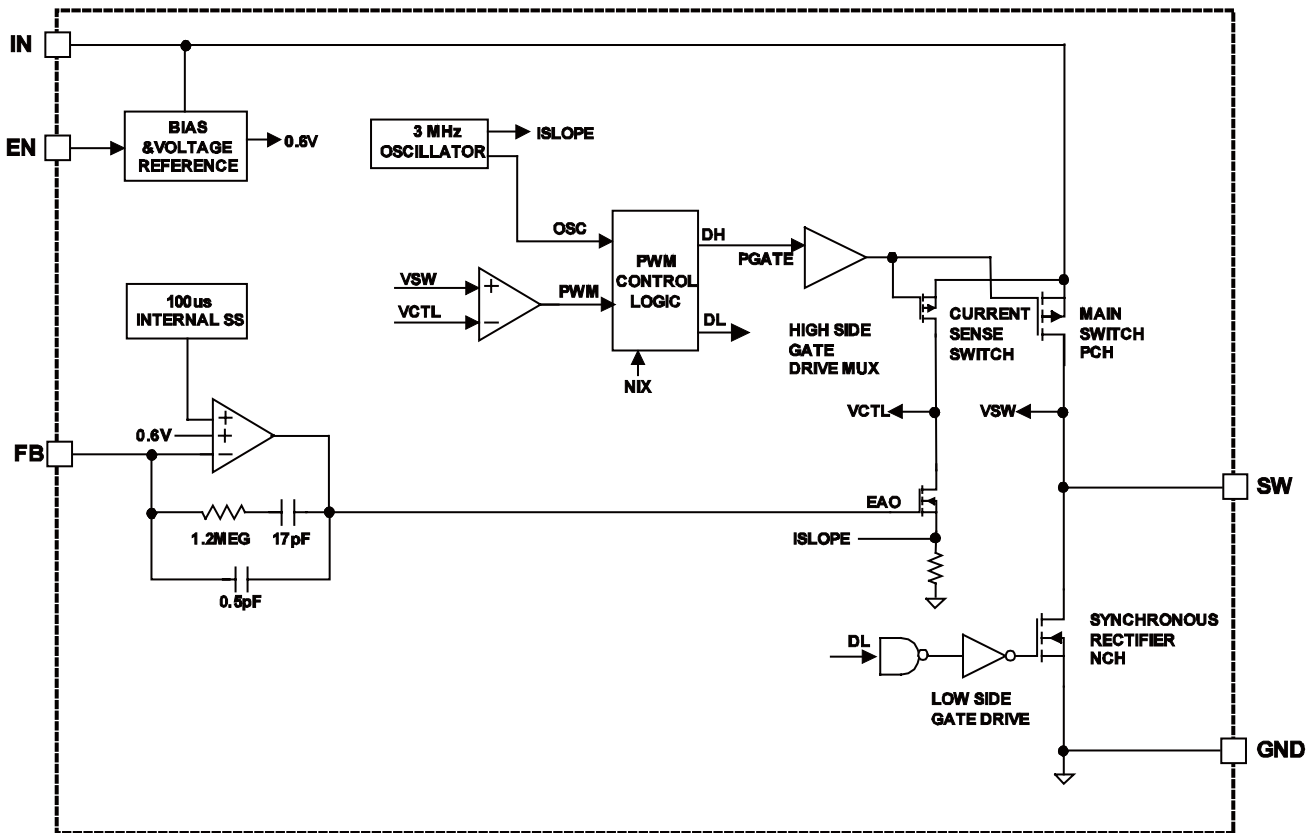 IN
EN
BIAS
&VOLTAGE
REFERENCE
0.6V
3 MHz
OSCILLATOR
ISLOPE
OSC
VSW
VCTL
+
−
PWM
PWM
CONTROL
LOGIC
DH
DL
NIX
PGATE
HIGH SIDE
GATE
DRIVE MUX
CURRENT
SENSE
SWITCH
MAIN
SWITCH
PCH
100us
INTERNAL SS
VCTL
VSW
0.6V
+
+
−
FB
SW
EAO
1.2MEG
17pF
ISLOPE
0.5pF
DL
SYNCHRONOUS
RECTIFIER
NCH
LOW SIDE
GATE DRIVE
GND